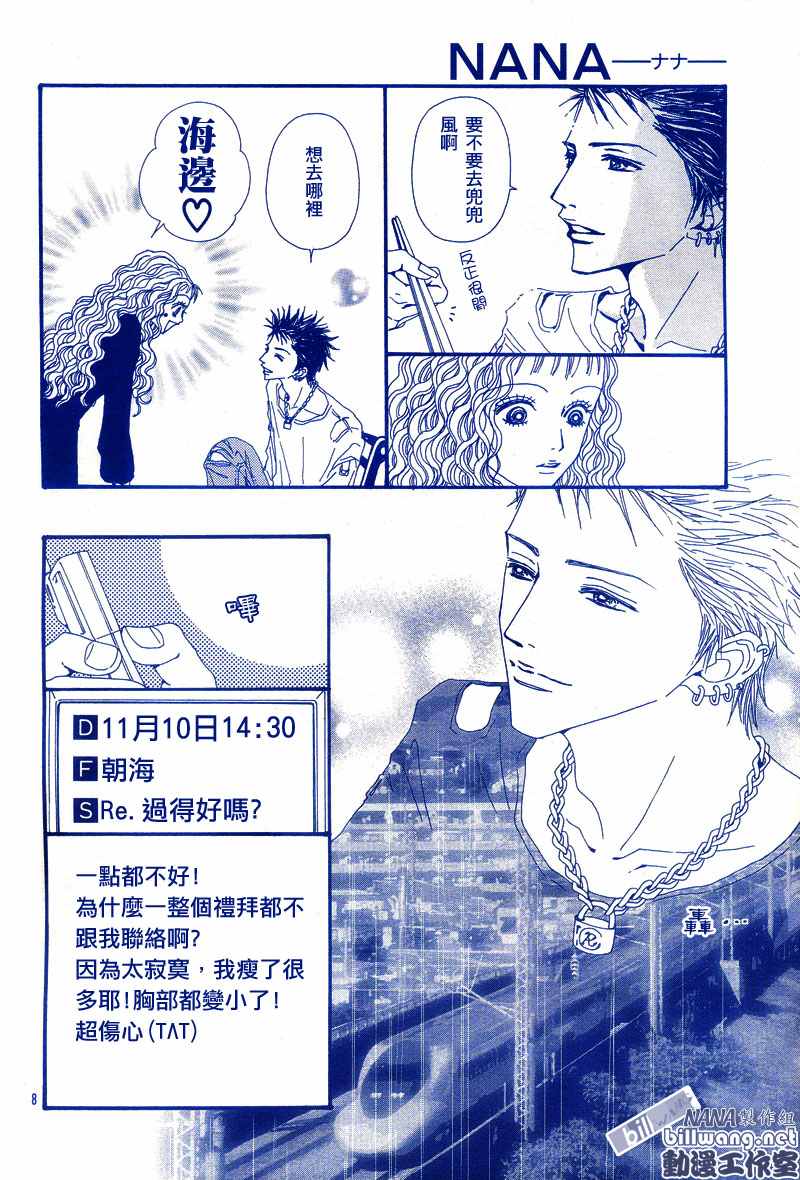 NANA—ナナ—
要不要去兜兜
風啊
反正很閒
想去哪裡
海邊♡
嗶
D 11月10日14:30
F 朝海
S Re. 過得好嗎?
一點都不好!
為什麼一整個禮拜都不
跟我聯絡啊?
因為太寂寞，我瘦了很
多耶!胸部都變小了!
超傷心(TΛT)
轟...
8
bill
NANA製作組
billwang.net
動漫工作室